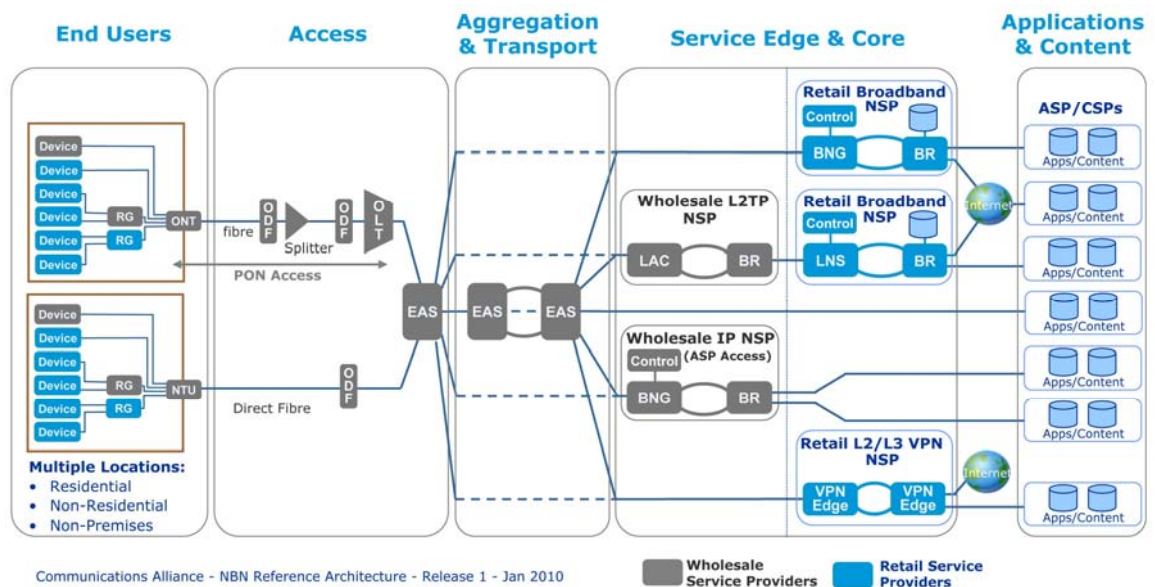 End Users
Access
Aggregation
& Transport
Service Edge & Core
Applications
& Content
Device
Device
Device
Device
Device
Device
RG
RG
ONT
fibre
ODF
Splitter
ODF
OLT
PON Access
Device
Device
Device
Device
Device
Device
RG
RG
NTU
Direct Fibre
ODF
Multiple Locations:
• Residential
• Non-Residential
• Non-Premises
EAS
EAS
EAS
Retail Broadband
NSP
Control
BNG
BR
Wholesale L2TP
NSP
LAC
BR
Retail Broadband
NSP
Control
LNS
BR
Internet
Wholesale IP NSP
(ASP Access)
Control
BNG
BR
Retail L2/L3 VPN
NSP
VPN
Edge
VPN
Edge
Internet
ASP/CSPs
Apps/Content
Apps/Content
Apps/Content
Apps/Content
Apps/Content
Apps/Content
Apps/Content
Communications Alliance - NBN Reference Architecture - Release 1 - Jan 2010
Wholesale
Service Providers
Retail Service
Providers